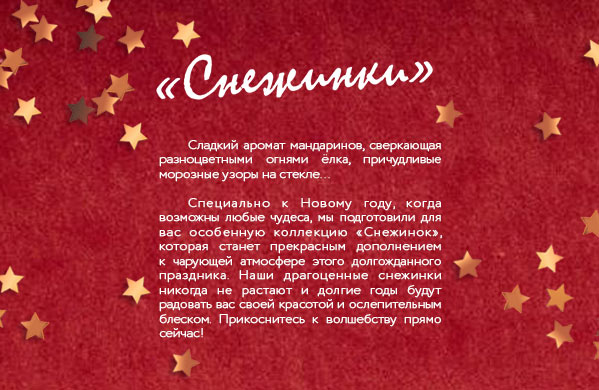 «Снежинки»
Сладкий аромат мандаринов, сверкающая
разноцветными огнями ёлка, причудливые
морозные узоры на стекле...
Специально к Новому году, когда
возможны любые чудеса, мы подготовили для
вас особенную коллекцию «Снежинок»,
которая станет прекрасным дополнением
к чарующей атмосфере этого долгожданного
праздника. Наши драгоценные снежинки
никогда не растают и долгие годы будут
радовать вас своей красотой и ослепительным
блеском. Прикоснитесь к волшебству прямо
сейчас!